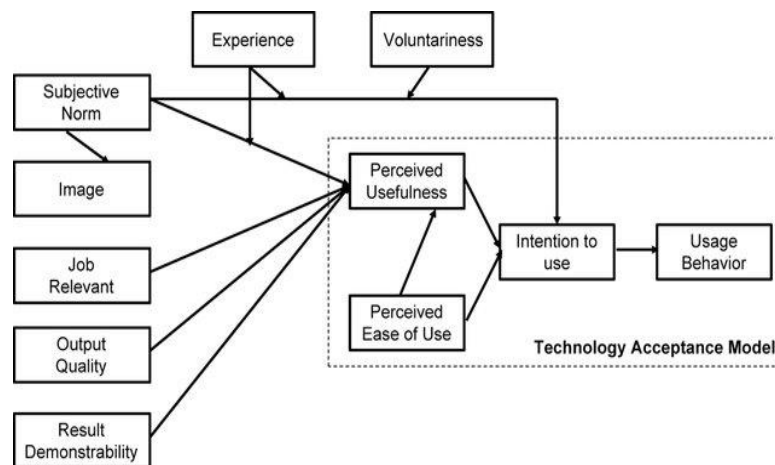 Experience
Voluntariness
Subjective
Norm
Image
Perceived
Usefulness
Job
Relevant
Intention to
use
Usage
Behavior
Output
Quality
Perceived
Ease of Use
Technology Acceptance Model
Result
Demonstrability